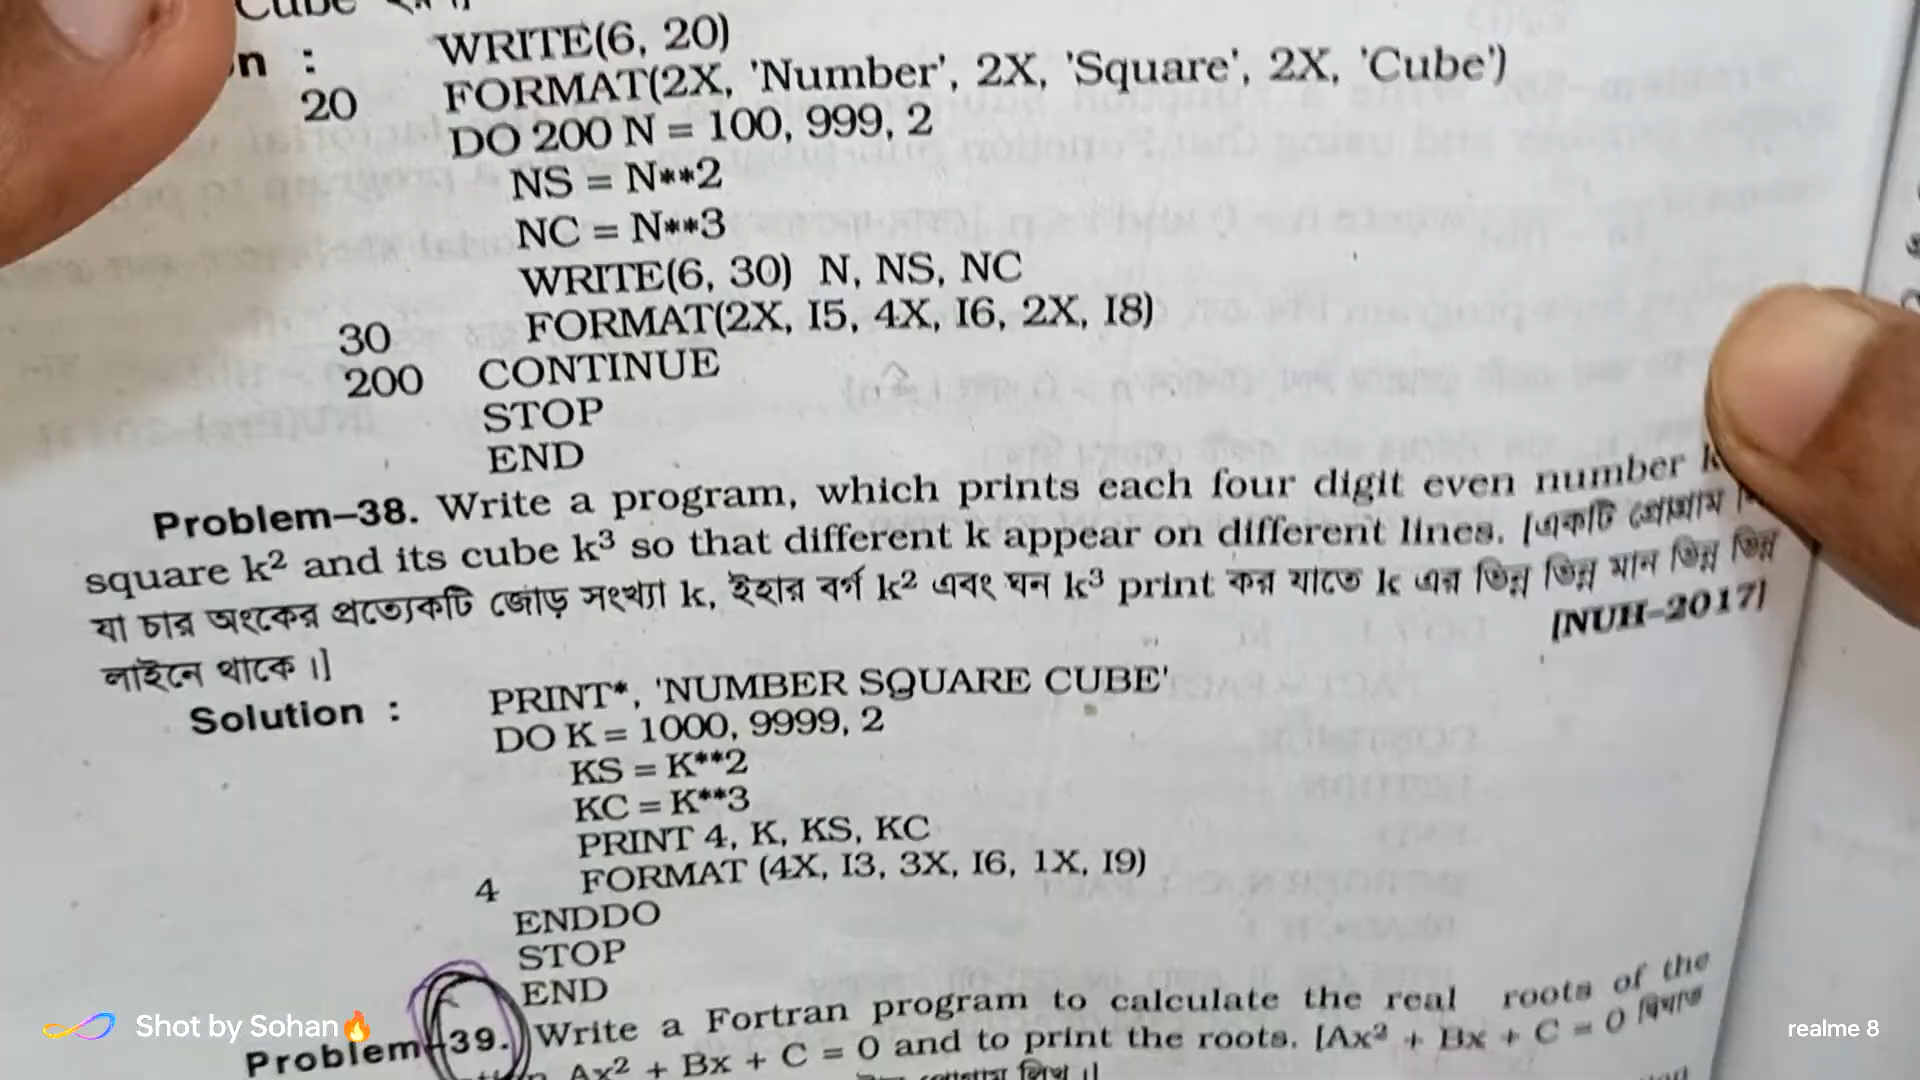 Cube
n :
WRITE(6, 20)
20 FORMAT(2X, 'Number', 2X, 'Square', 2X, 'Cube')
DO 200 N = 100, 999, 2
NS = N**2
NC = N**3
WRITE(6, 30) N, NS, NC
30 FORMAT(2X, I5, 4X, I6, 2X, I8)
200 CONTINUE
STOP
END
Problem–38. Write a program, which prints each four digit even number k
square k² and its cube k³ so that different k appear on different lines. [একটি প্রোগ্রাম
যা চার অংকের প্রত্যেকটি জোড় সংখ্যা k, ইহার বর্গ k² এবং ঘন k³ print কর যাতে k এর ভিন্ন ভিন্ন মান ভিন্ন ভিন্ন
লাইনে থাকে ।]
[NUH–2017]
Solution : PRINT*, 'NUMBER SQUARE CUBE'
DO K = 1000, 9999, 2
KS = K**2
KC = K**3
PRINT 4, K, KS, KC
4 FORMAT (4X, I3, 3X, I6, 1X, I9)
ENDDO
STOP
END
Problem–39. Write a Fortran program to calculate the real roots of the
Ax² + Bx + C = 0 and to print the roots. [Ax² + Bx + C = 0
Shot by Sohan🔥
realme 8